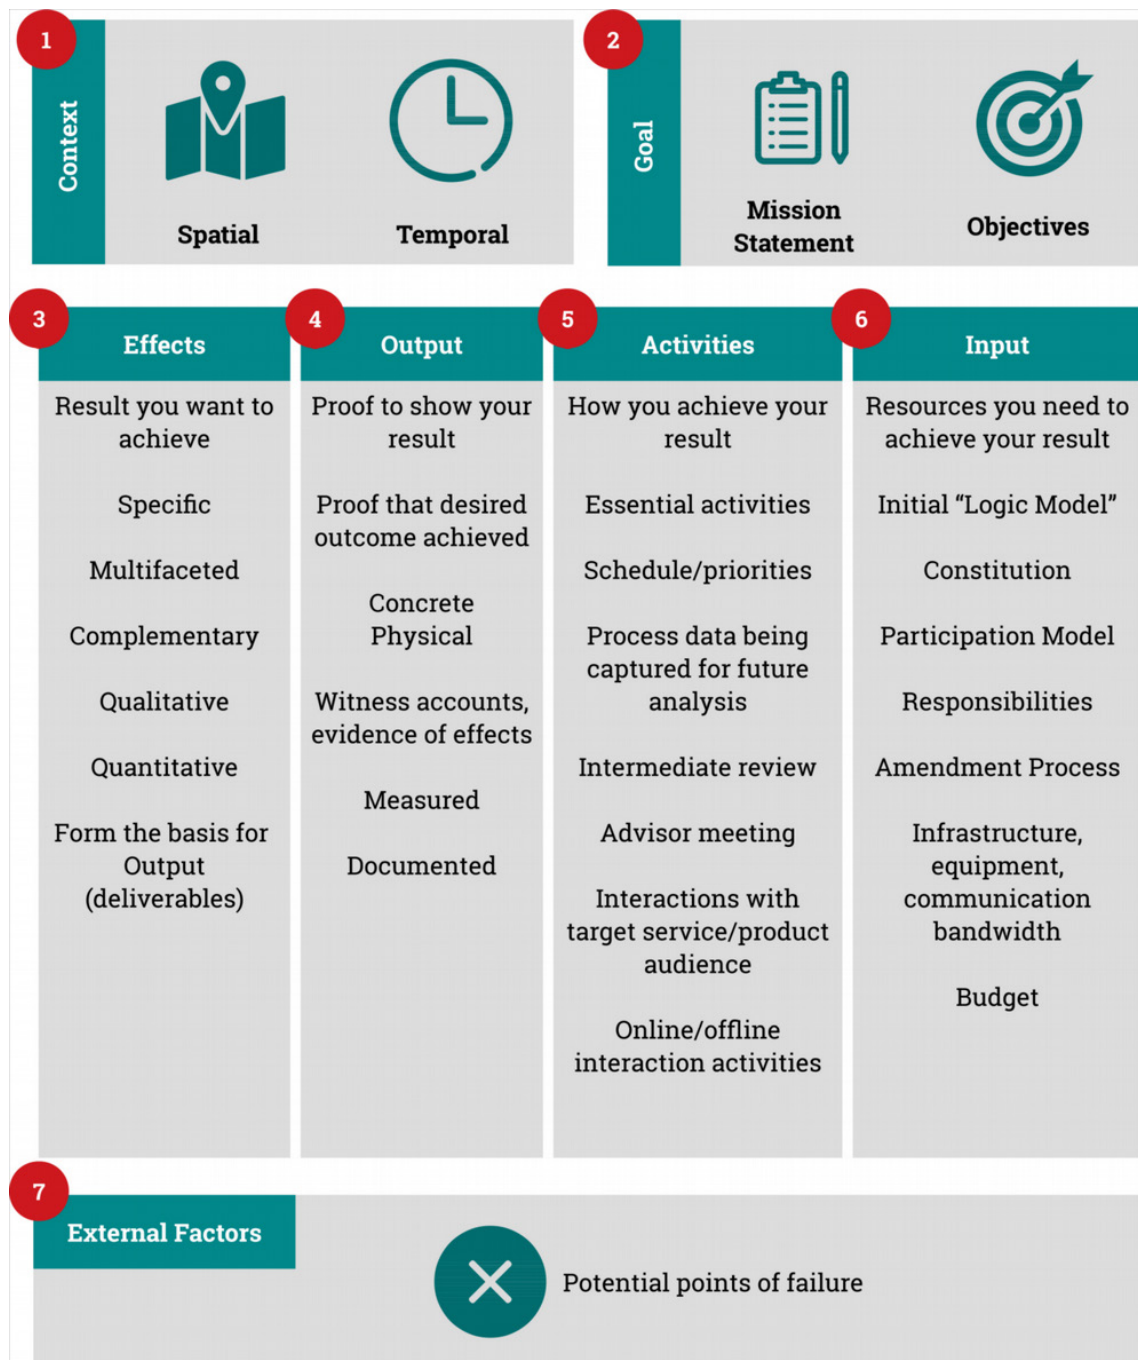 1
Context
Spatial
Temporal
2
Goal
Mission
Statement
Objectives
3
Effects
Result you want to
achieve
Specific
Multifaceted
Complementary
Qualitative
Quantitative
Form the basis for
Output
(deliverables)
4
Output
Proof to show your
result
Proof that desired
outcome achieved
Concrete
Physical
Witness accounts,
evidence of effects
Measured
Documented
5
Activities
How you achieve your
result
Essential activities
Schedule/priorities
Process data being
captured for future
analysis
Intermediate review
Advisor meeting
Interactions with
target service/product
audience
Online/offline
interaction activities
6
Input
Resources you need to
achieve your result
Initial “Logic Model”
Constitution
Participation Model
Responsibilities
Amendment Process
Infrastructure,
equipment,
communication
bandwidth
Budget
7
External Factors
Potential points of failure